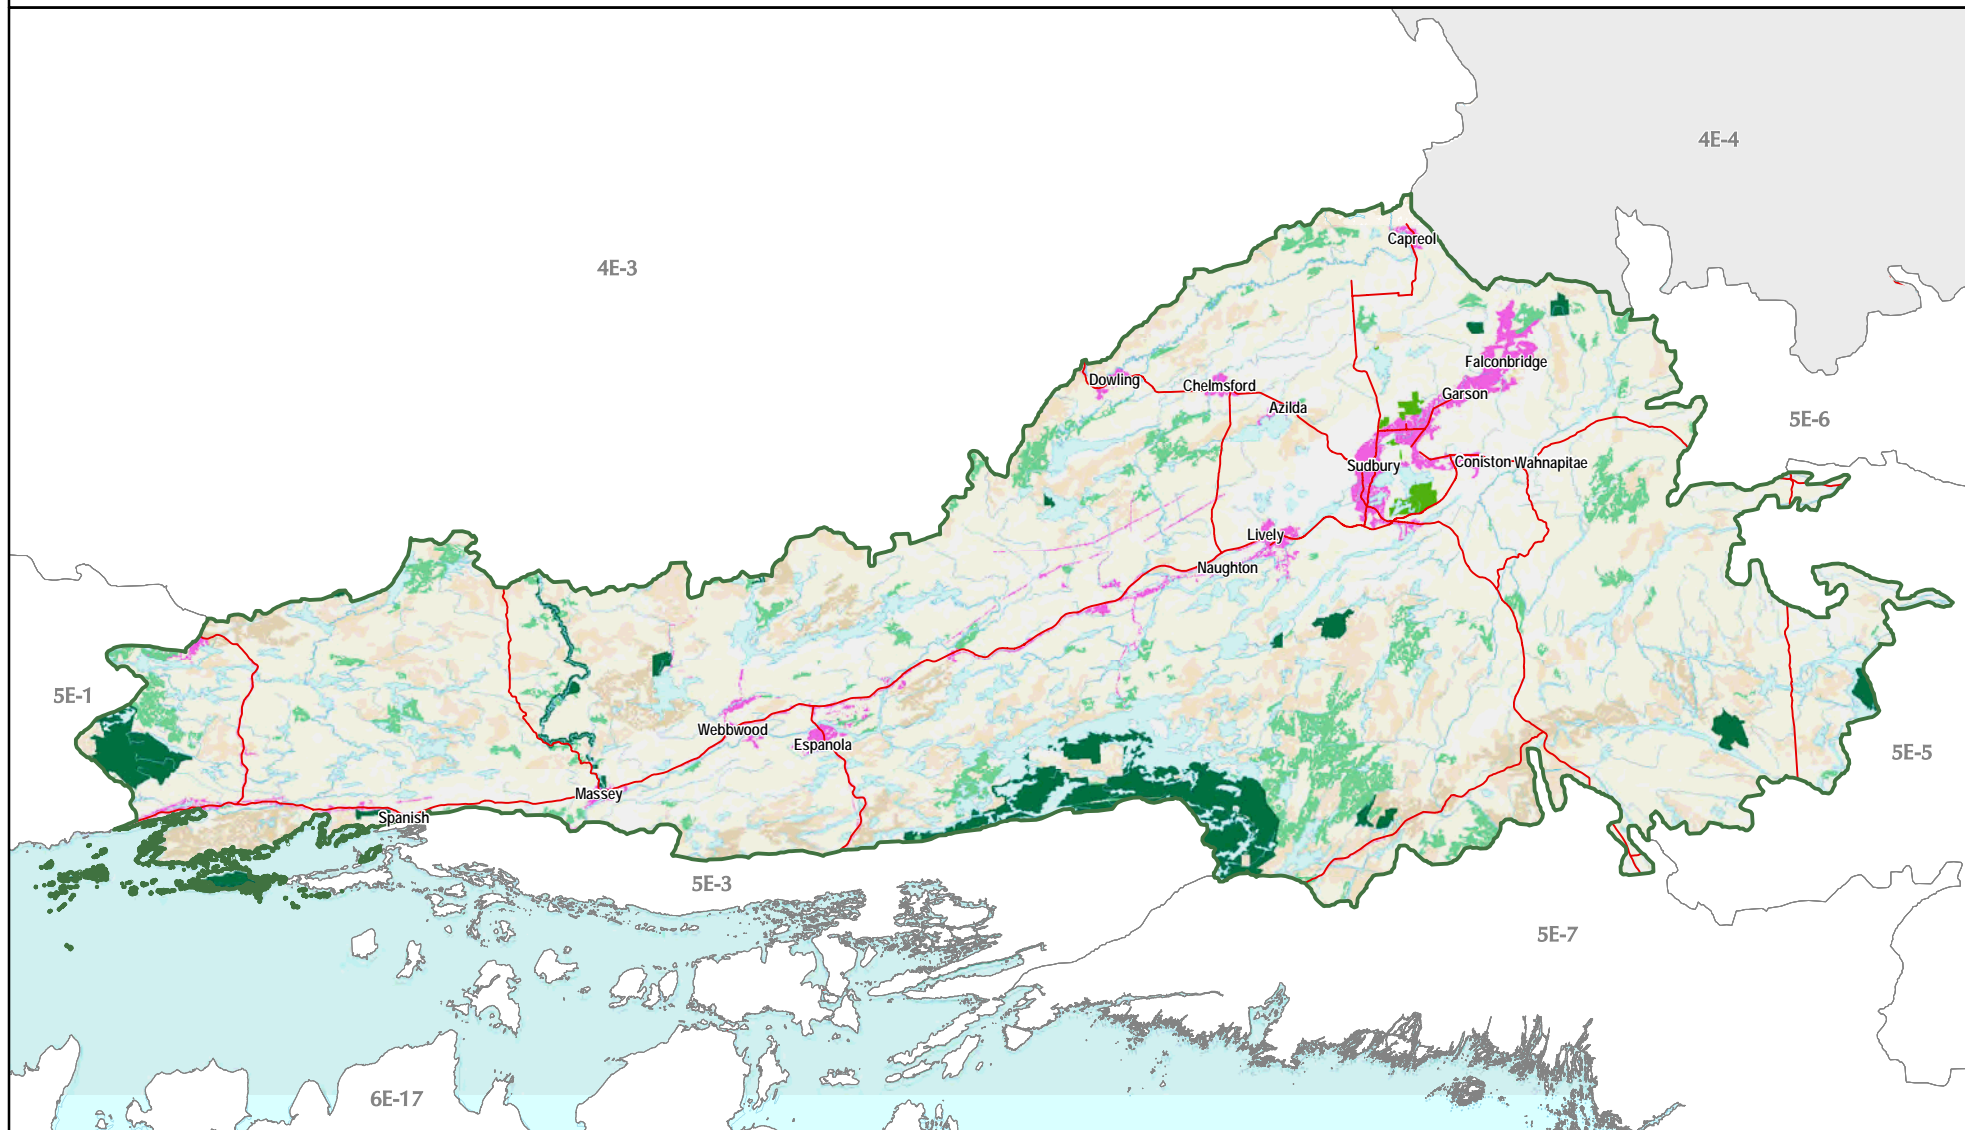 4E-4
Capreol
4E-3
Falconbridge
Dowling
Chelmsford
Garson
Azilda
5E-6
Sudbury
Coniston
Wahnapitae
Lively
Naughton
5E-1
Webbwood
Espanola
5E-5
Massey
Spanish
5E-3
5E-7
6E-17